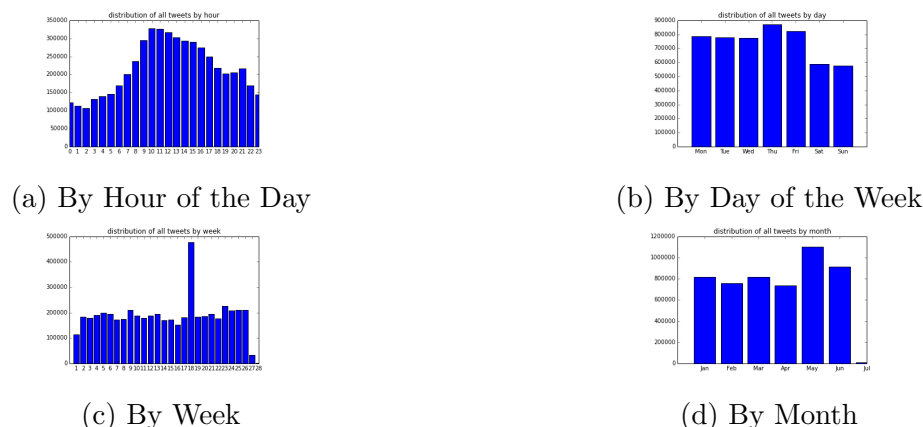 distribution of all tweets by hour
350000
300000
250000
200000
150000
100000
50000
0
0 1 2 3 4 5 6 7 8 9 10 11 12 13 14 15 16 17 18 19 20 21 22 23
(a) By Hour of the Day
distribution of all tweets by day
900000
800000
700000
600000
500000
400000
300000
200000
100000
0
Mon Tue Wed Thu Fri Sat Sun
(b) By Day of the Week
distribution of all tweets by week
500000
400000
300000
200000
100000
0
1 2 3 4 5 6 7 8 9 10 11 12 13 14 15 16 17 18 19 20 21 22 23 24 25 26 27 28
(c) By Week
distribution of all tweets by month
1200000
1000000
800000
600000
400000
200000
0
Jan Feb Mar Apr May Jun Jul
(d) By Month